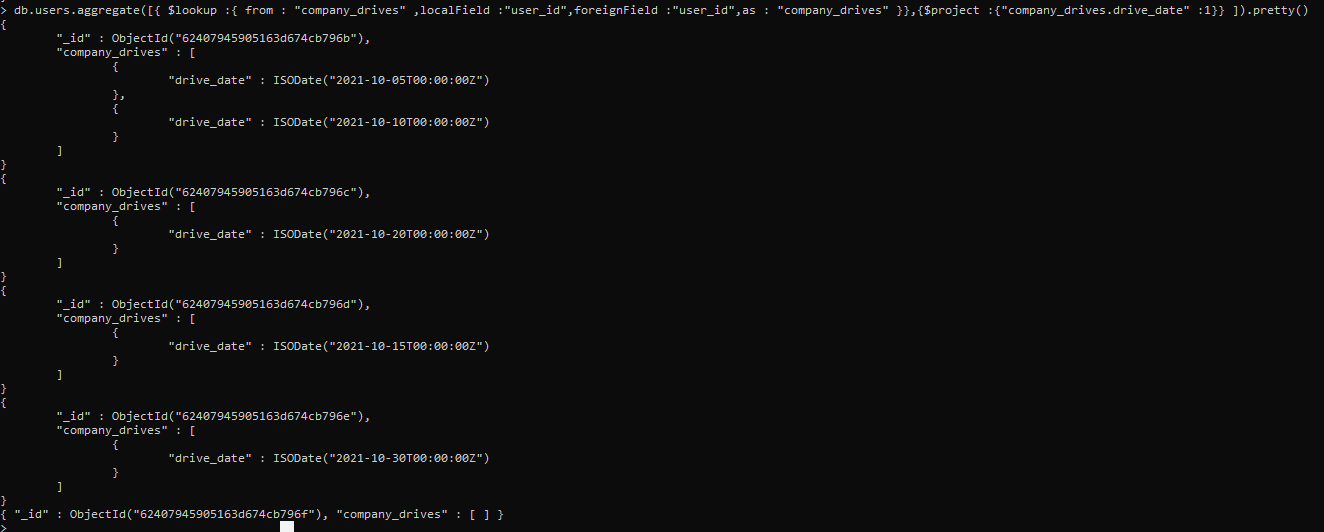 > db.users.aggregate([{ $lookup :{ from : "company_drives" ,localField :"user_id",foreignField :"user_id",as : "company_drives" }},{$project :{"company_drives.drive_date" :1}} ]).pretty()
{
        "_id" : ObjectId("62407945905163d674cb796b"),
        "company_drives" : [
                {
                        "drive_date" : ISODate("2021-10-05T00:00:00Z")
                },
                {
                        "drive_date" : ISODate("2021-10-10T00:00:00Z")
                }
        ]
}
{
        "_id" : ObjectId("62407945905163d674cb796c"),
        "company_drives" : [
                {
                        "drive_date" : ISODate("2021-10-20T00:00:00Z")
                }
        ]
}
{
        "_id" : ObjectId("62407945905163d674cb796d"),
        "company_drives" : [
                {
                        "drive_date" : ISODate("2021-10-15T00:00:00Z")
                }
        ]
}
{
        "_id" : ObjectId("62407945905163d674cb796e"),
        "company_drives" : [
                {
                        "drive_date" : ISODate("2021-10-30T00:00:00Z")
                }
        ]
}
{ "_id" : ObjectId("62407945905163d674cb796f"), "company_drives" : [ ] }
>